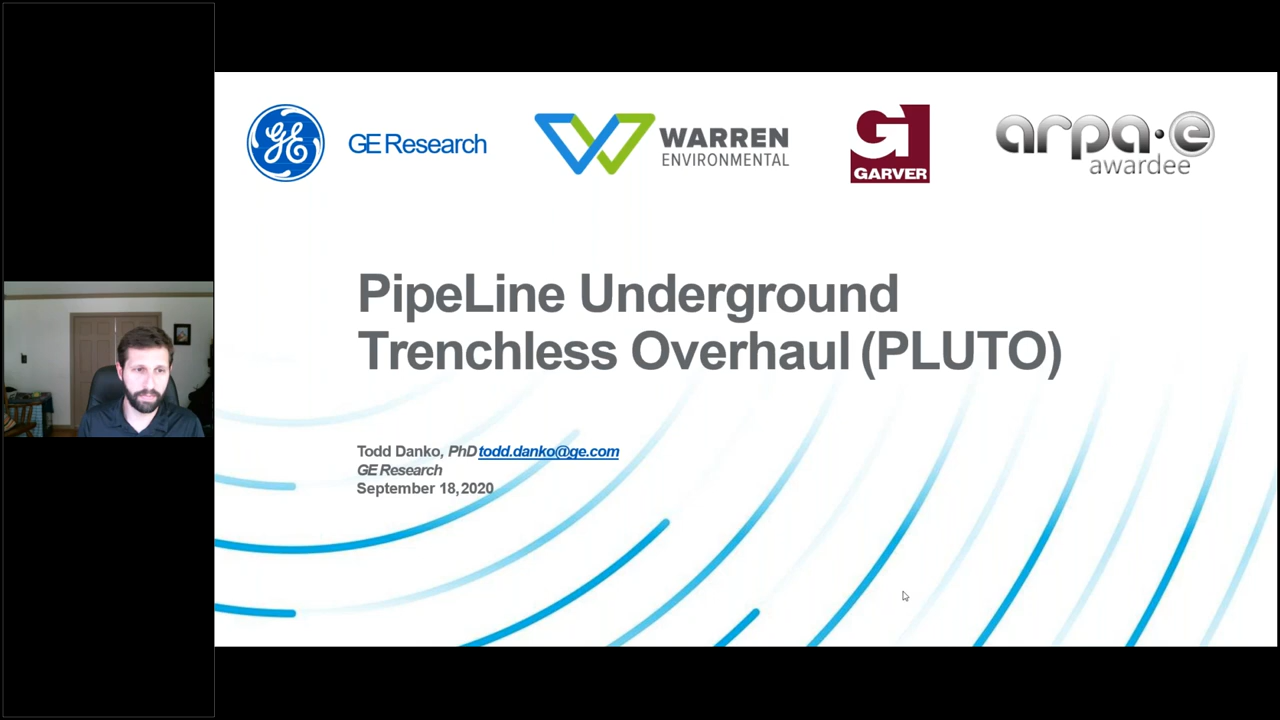 GE
GE Research
WARREN
ENVIRONMENTAL
G
GARVER
arpa·e
awardee
PipeLine Underground
Trenchless Overhaul (PLUTO)
Todd Danko, PhD todd.danko@ge.com
GE Research
September 18, 2020